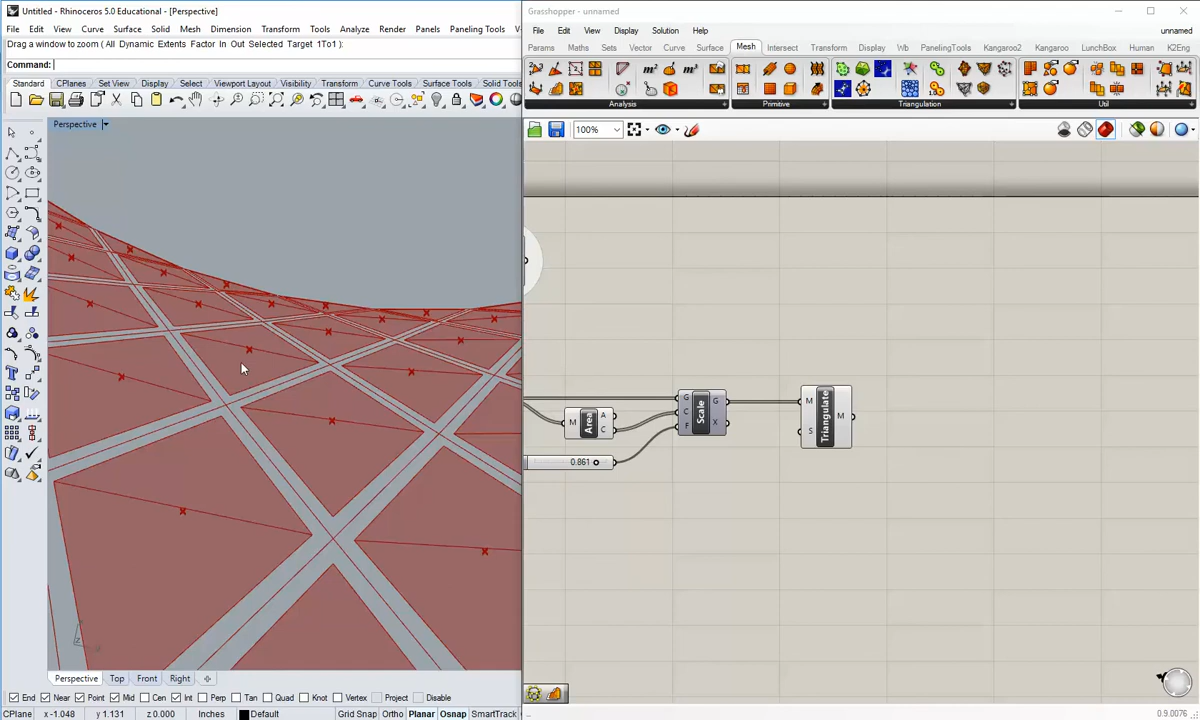 Untitled - Rhinoceros 5.0 Educational - [Perspective]
File Edit View Curve Surface Solid Mesh Dimension Transform Tools Analyze Render Panels Paneling Tools
Drag a window to zoom ( All Dynamic Extents Factor In Out Selected Target 1To1 ):
Command:
Standard CPlanes Set View Display Select Viewport Layout Visibility Transform Curve Tools Surface Tools Solid Tools
Perspective
Perspective Top Front Right
End Near Point Mid Cen Int Perp Tan Quad Knot Vertex Project Disable
CPlane x -1.048 y 1.131 z 0.000 Inches Default Grid Snap Ortho Planar Osnap SmartTrack
Grasshopper - unnamed
File Edit View Display Solution Help unnamed
Params Maths Sets Vector Curve Surface Mesh Intersect Transform Display Wb PanelingTools Kangaroo2 Kangaroo LunchBox Human K2Eng
Analysis Primitive Triangulation Util
100%
M Area A C
G C F Scale G X
M S Triangulate M
0.861
0.9.0076